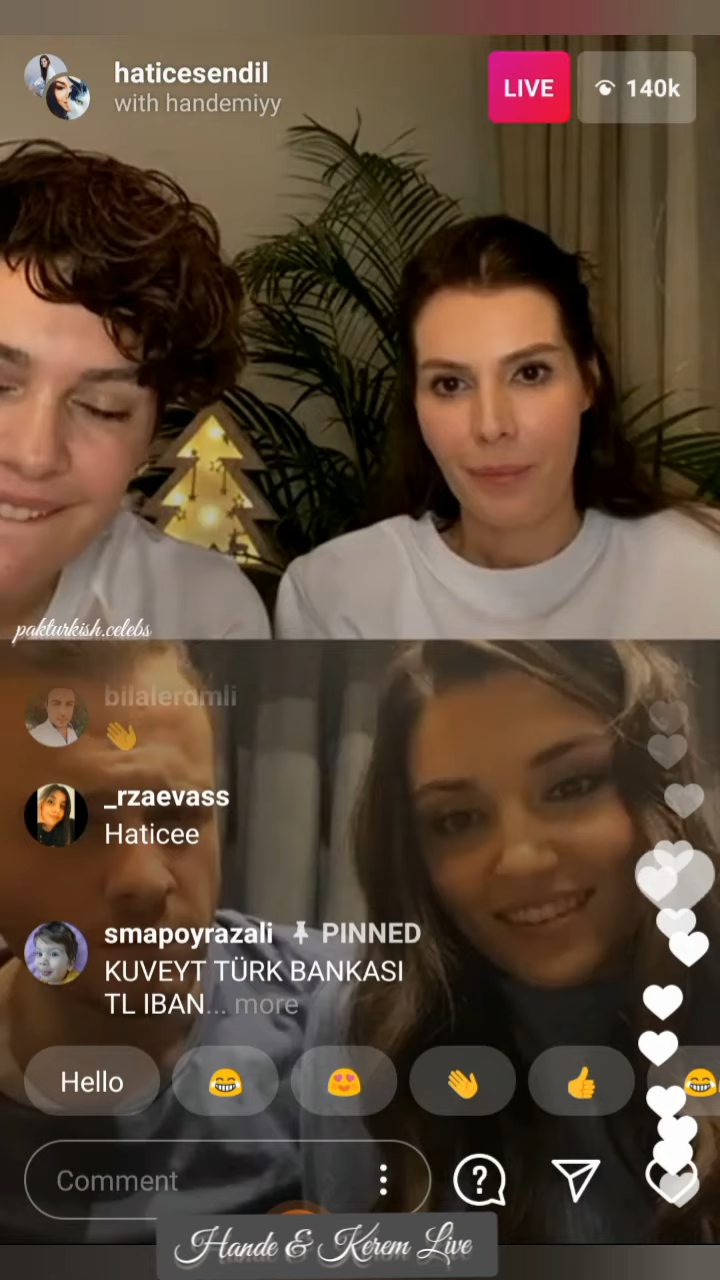 haticesendil
with handemiyy
LIVE
140k
pakturkish.celebs
bilalerdmli
_rzaevass
Haticee
smapoyrazali PINNED
KUVEYT TÜRK BANKASI
TL IBAN... more
Hello
Comment
Hande & Kerem Live